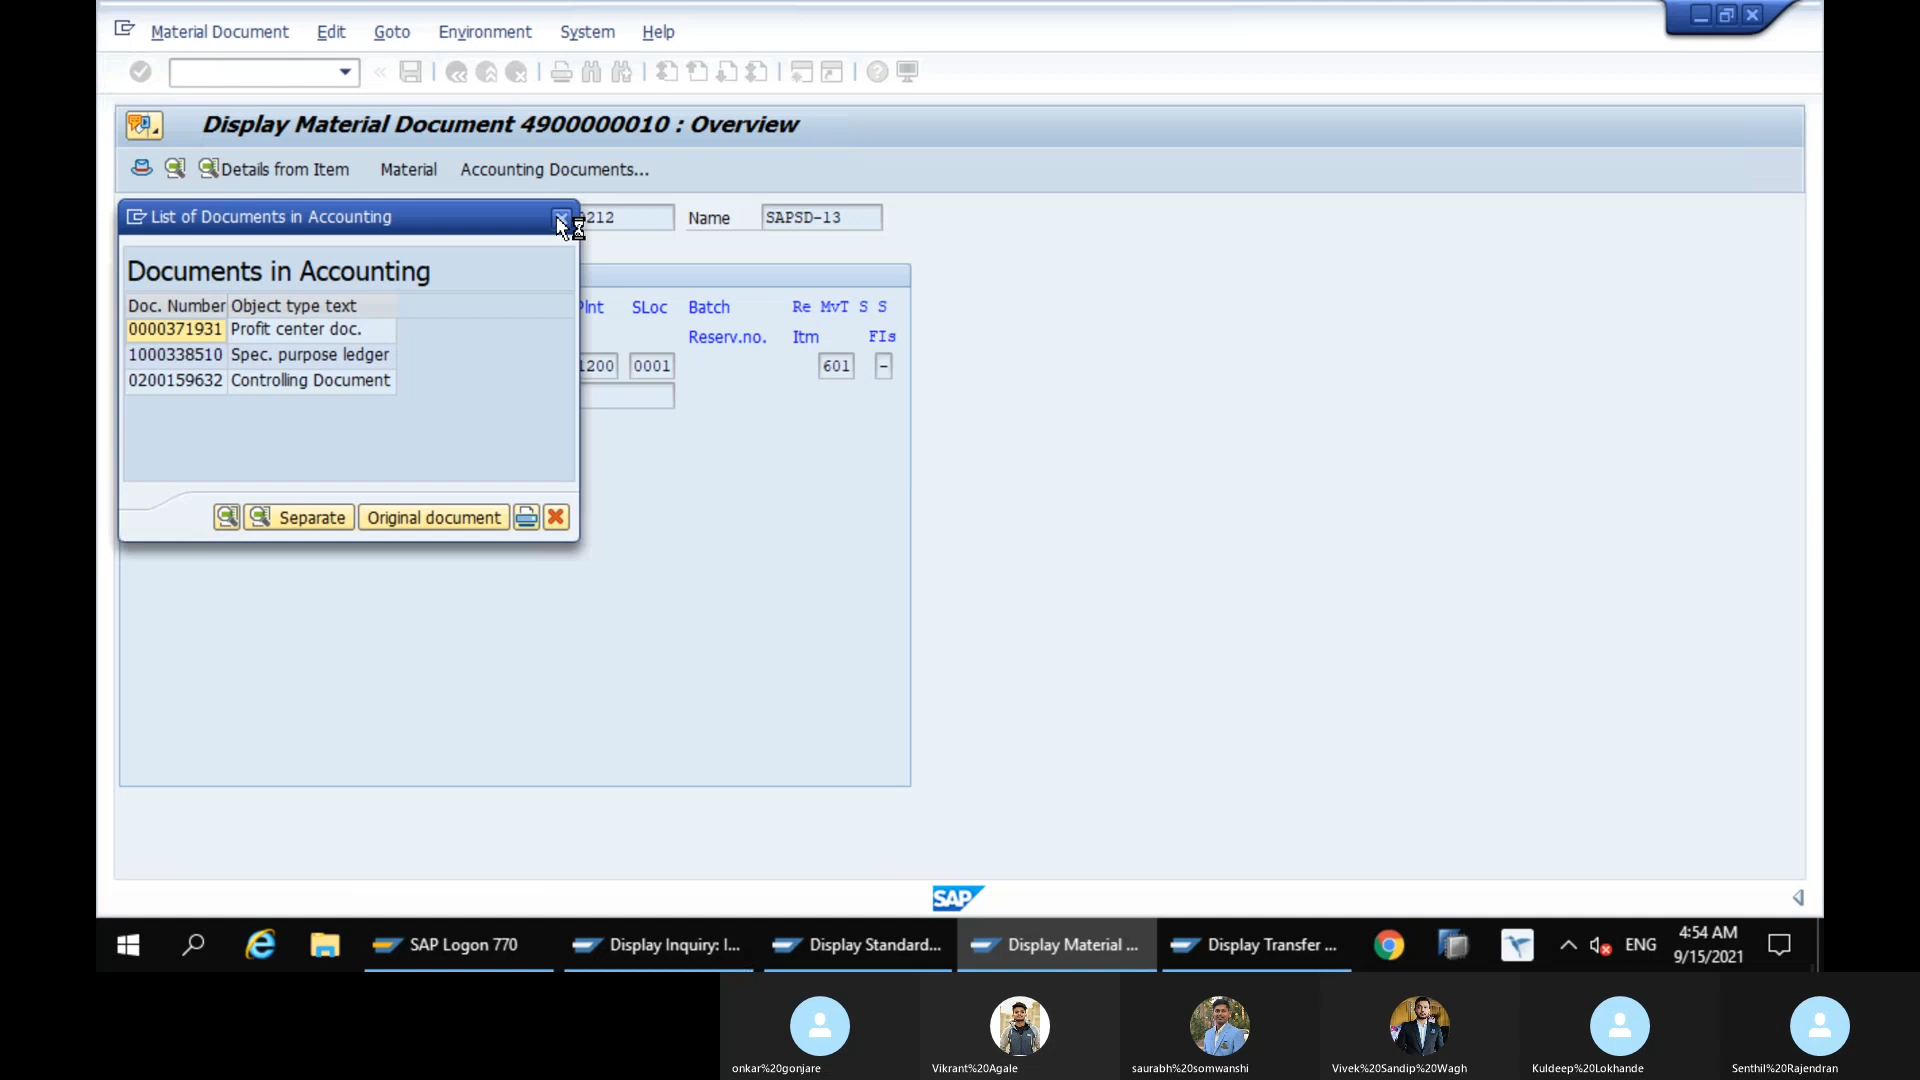 Material Document Edit Goto Environment System Help
Display Material Document 4900000010 : Overview
Details from Item Material Accounting Documents...
List of Documents in Accounting
212 Name SAPSD-13
Documents in Accounting
Doc. Number Object type text
0000371931 Profit center doc.
1000338510 Spec. purpose ledger
0200159632 Controlling Document
Separate Original document
Plnt SLoc Batch Re MvT S S
Reserv.no. Itm FIs
1200 0001 601 -
SAP
SAP Logon 770 Display Inquiry: I... Display Standard... Display Material ... Display Transfer ... ENG 4:54 AM
9/15/2021
onkar%20gonjare Vikrant%20Agale saurabh%20somwanshi Vivek%20Sandip%20Wagh Kuldeep%20Lokhande Senthil%20Rajendran